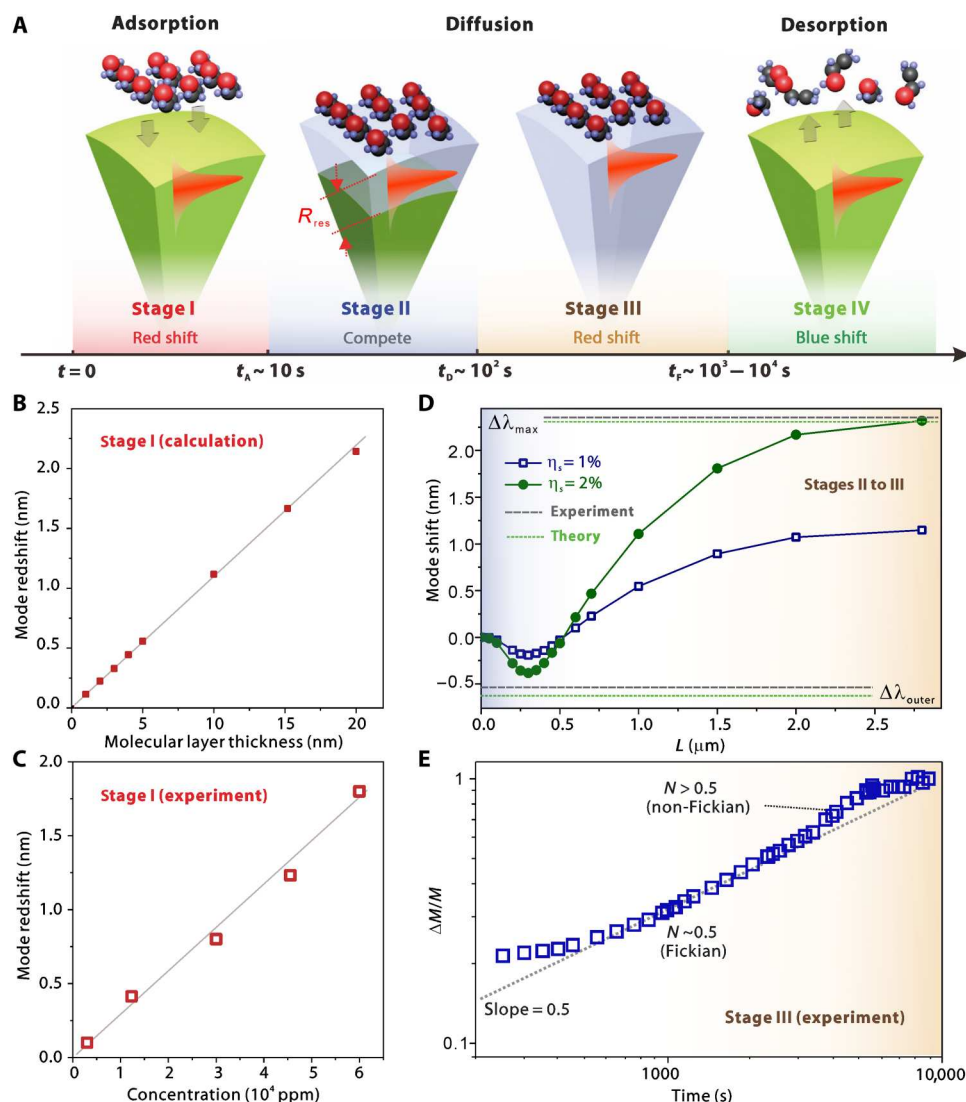 A
Adsorption
Diffusion
Desorption
R_res
Stage I
Stage II
Stage III
Stage IV
Red shift
Compete
Red shift
Blue shift
t = 0
t_A ~ 10 s
t_D ~ 10² s
t_F ~ 10³ – 10⁴ s
B
Stage I (calculation)
Mode redshift (nm)
2.5
2.0
1.5
1.0
0.5
0.0
0
5
10
15
20
Molecular layer thickness (nm)
C
Stage I (experiment)
Mode redshift (nm)
2.0
1.5
1.0
0.5
0.0
0
1
2
3
4
5
6
Concentration (10⁴ ppm)
D
Δλ_max
η_s = 1%
η_s = 2%
Experiment
Theory
Stages II to III
Δλ_outer
Mode shift (nm)
2.0
1.5
1.0
0.5
0.0
−0.5
0.0
0.5
1.0
1.5
2.0
2.5
L (μm)
E
N > 0.5
(non-Fickian)
N ~0.5
(Fickian)
Slope = 0.5
Stage III (experiment)
ΔM/M
1
0.1
1000
10,000
Time (s)